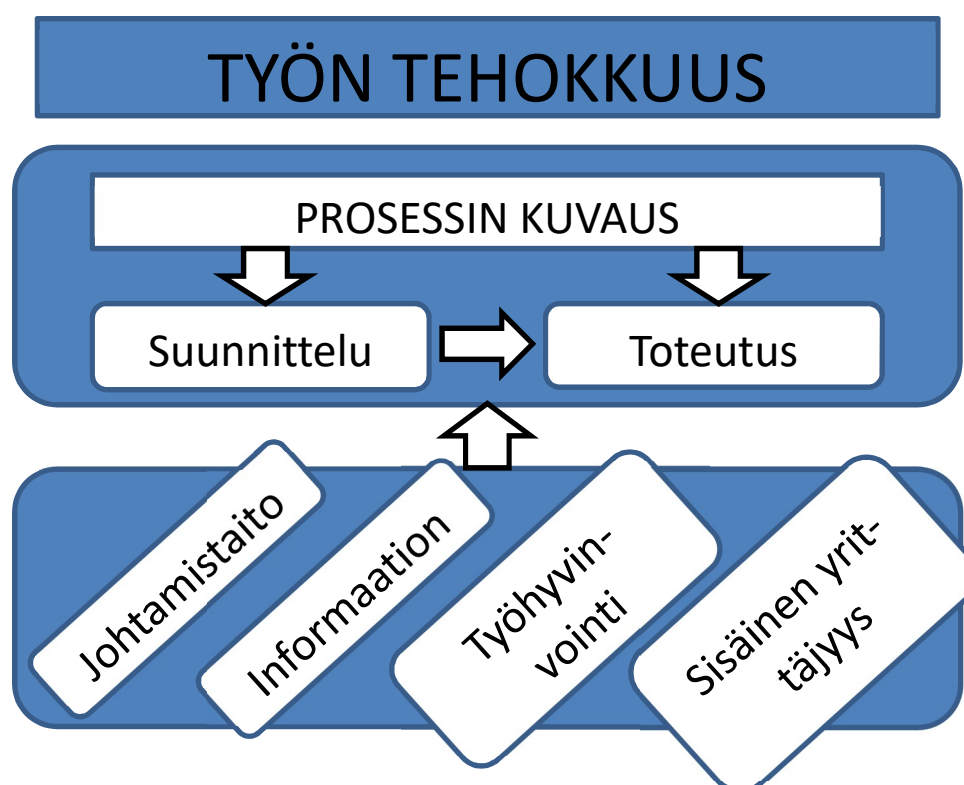 TYÖN TEHOKKUUS
PROSESSIN KUVAUS
Suunnittelu
Toteutus
Johtamistaito
Informaation
Työhyvin-
vointi
Sisäinen yrit-
täjyys